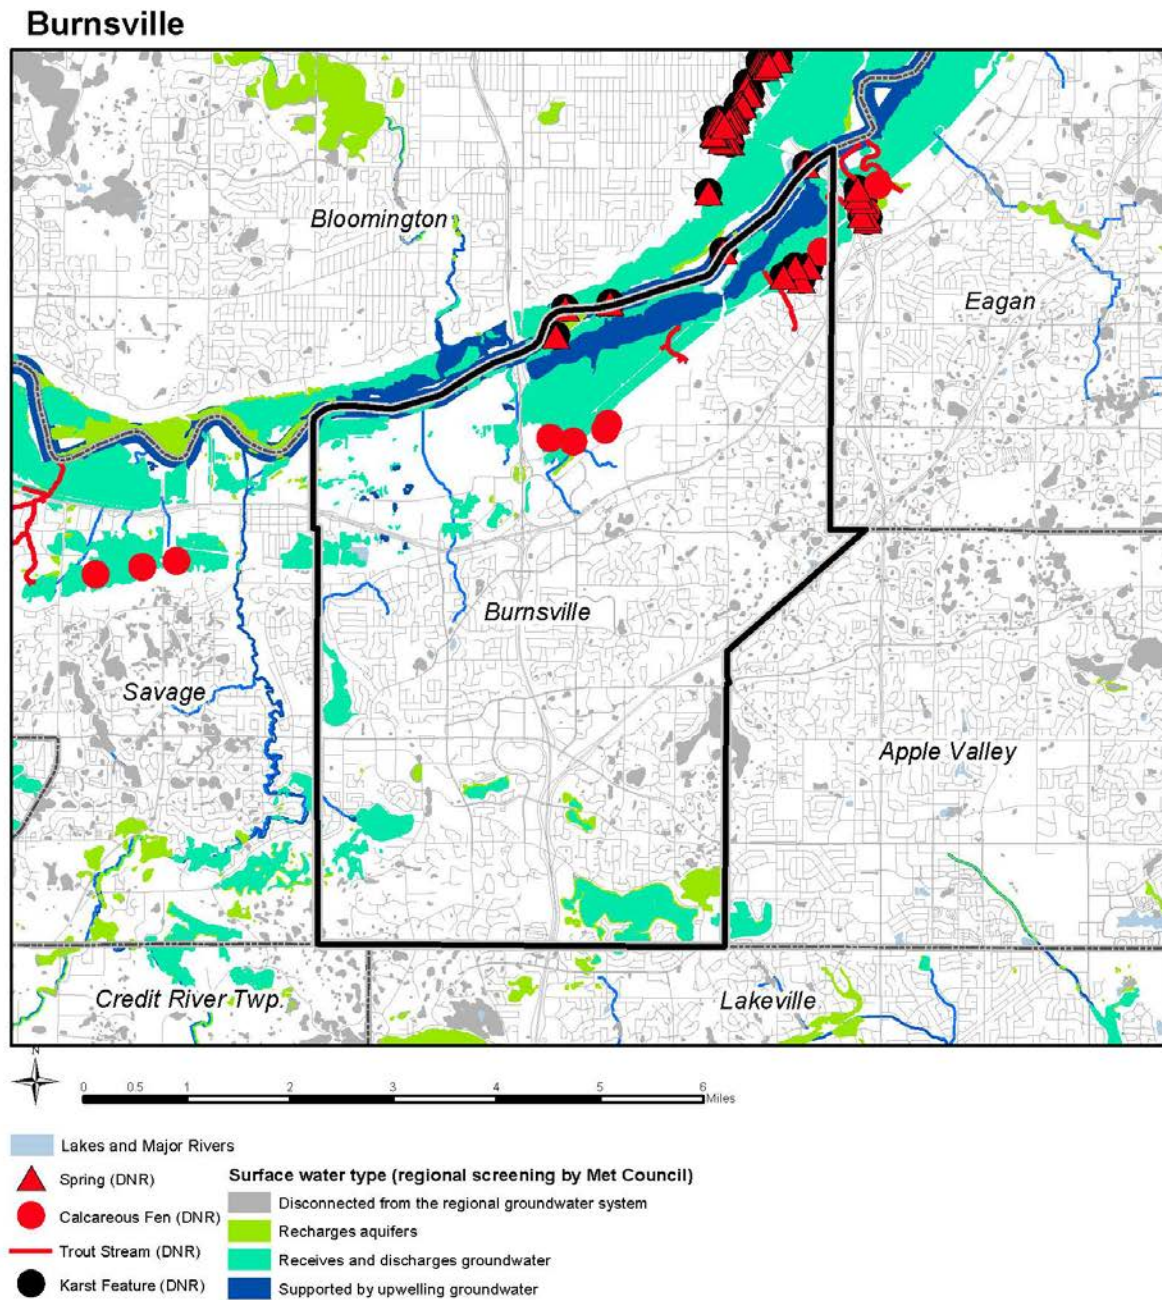 Burnsville
Bloomington
Eagan
Burnsville
Savage
Apple Valley
Credit River Twp.
Lakeville
N
0 0.5 1 2 3 4 5 6
Miles
Lakes and Major Rivers
Spring (DNR)
Calcareous Fen (DNR)
Trout Stream (DNR)
Karst Feature (DNR)
Surface water type (regional screening by Met Council)
Disconnected from the regional groundwater system
Recharges aquifers
Receives and discharges groundwater
Supported by upwelling groundwater